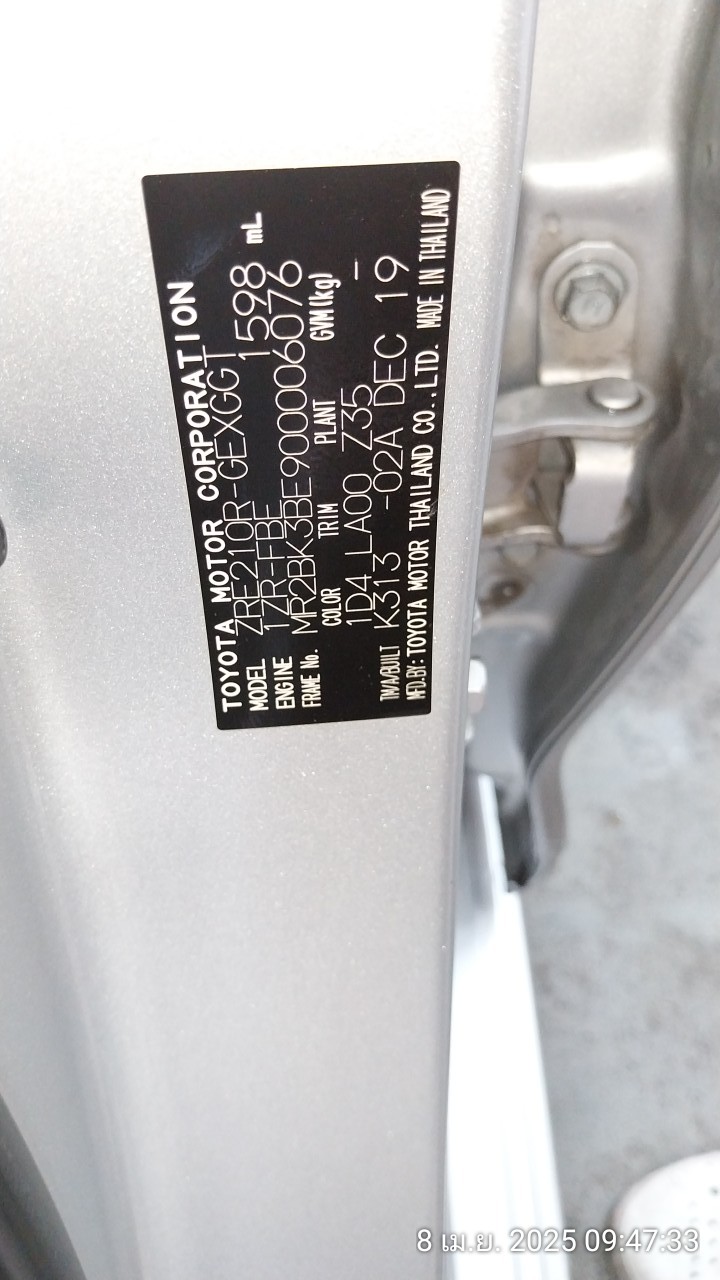 TOYOTA MOTOR CORPORATION
MODEL ZRE210R-GEXGGT
ENGINE 1ZR-FBE 1598 mL
FRAME No. MR2BK3BE900006076
COLOR TRIM PLANT GVM(kg)
1D4 LA00 Z35 -
T/M/A/BUILT K313 -02A DEC 19
MFD.BY:TOYOTA MOTOR THAILAND CO.,LTD. MADE IN THAILAND
8 เม.ย. 2025 09:47:33